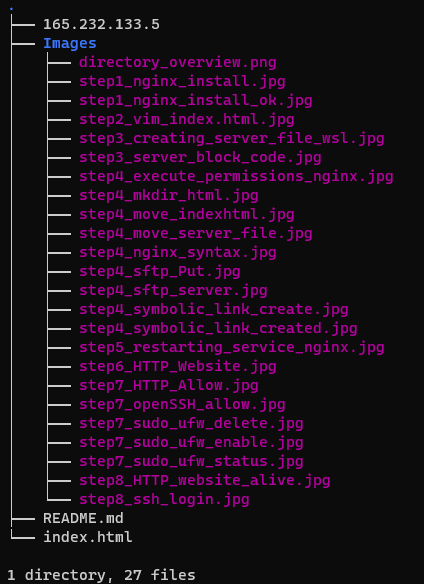 .
├── 165.232.133.5
├── Images
│   ├── directory_overview.png
│   ├── step1_nginx_install.jpg
│   ├── step1_nginx_install_ok.jpg
│   ├── step2_vim_index.html.jpg
│   ├── step3_creating_server_file_wsl.jpg
│   ├── step3_server_block_code.jpg
│   ├── step4_execute_permissions_nginx.jpg
│   ├── step4_mkdir_html.jpg
│   ├── step4_move_indexhtml.jpg
│   ├── step4_move_server_file.jpg
│   ├── step4_nginx_syntax.jpg
│   ├── step4_sftp_Put.jpg
│   ├── step4_sftp_server.jpg
│   ├── step4_symbolic_link_create.jpg
│   ├── step4_symbolic_link_created.jpg
│   ├── step5_restarting_service_nginx.jpg
│   ├── step6_HTTP_Website.jpg
│   ├── step7_HTTP_Allow.jpg
│   ├── step7_openSSH_allow.jpg
│   ├── step7_sudo_ufw_delete.jpg
│   ├── step7_sudo_ufw_enable.jpg
│   ├── step7_sudo_ufw_status.jpg
│   ├── step8_HTTP_website_alive.jpg
│   └── step8_ssh_login.jpg
├── README.md
└── index.html
1 directory, 27 files